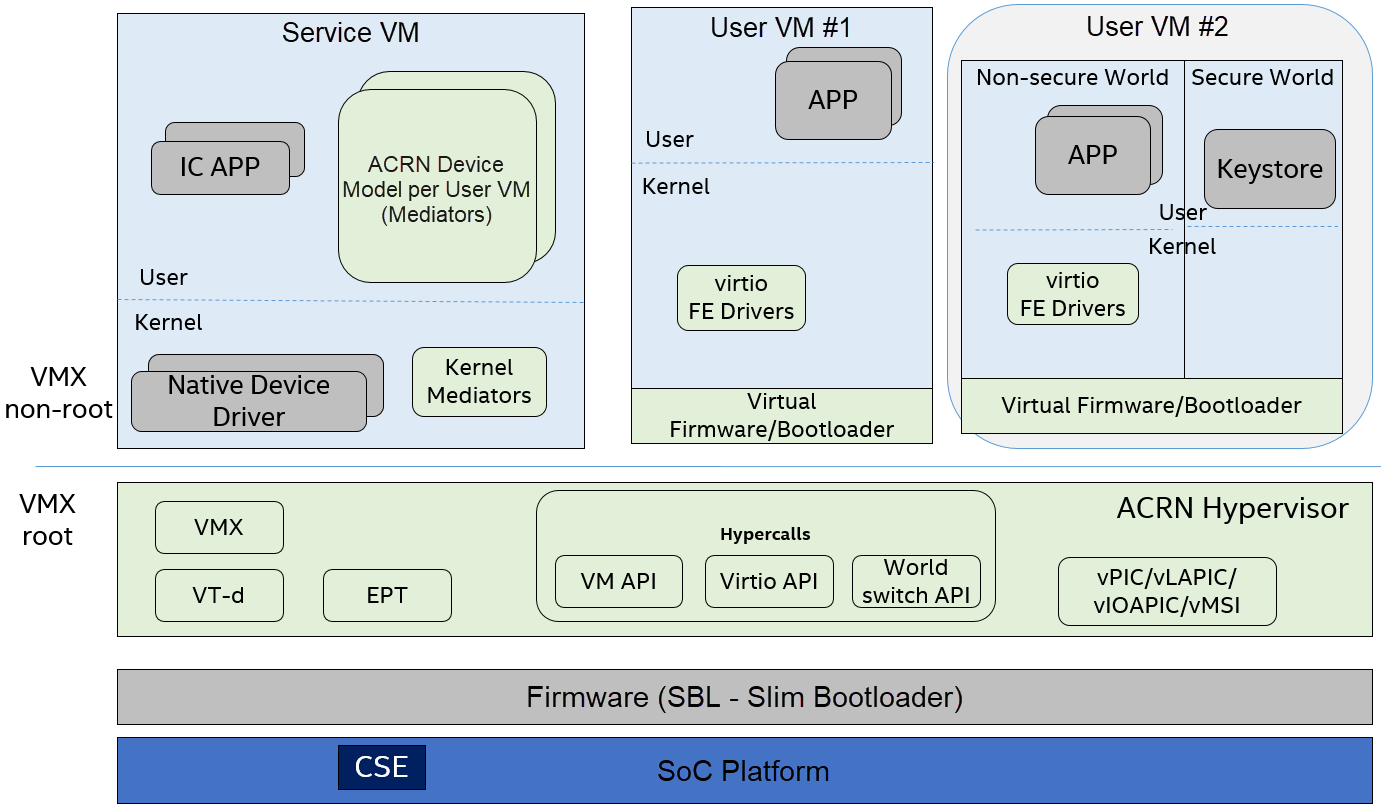 Service VM
IC APP
ACRN Device
Model per User VM
(Mediators)
User
Kernel
Native Device
Driver
Kernel
Mediators
User VM #1
APP
User
Kernel
virtio
FE Drivers
Virtual
Firmware/Bootloader
User VM #2
Non-secure World
Secure World
APP
Keystore
User
Kernel
virtio
FE Drivers
Virtual Firmware/Bootloader
VMX
non-root
VMX
root
ACRN Hypervisor
VMX
VT-d
EPT
Hypercalls
VM API
Virtio API
World
switch API
vPIC/vLAPIC/
vIOAPIC/vMSI
Firmware (SBL - Slim Bootloader)
CSE
SoC Platform